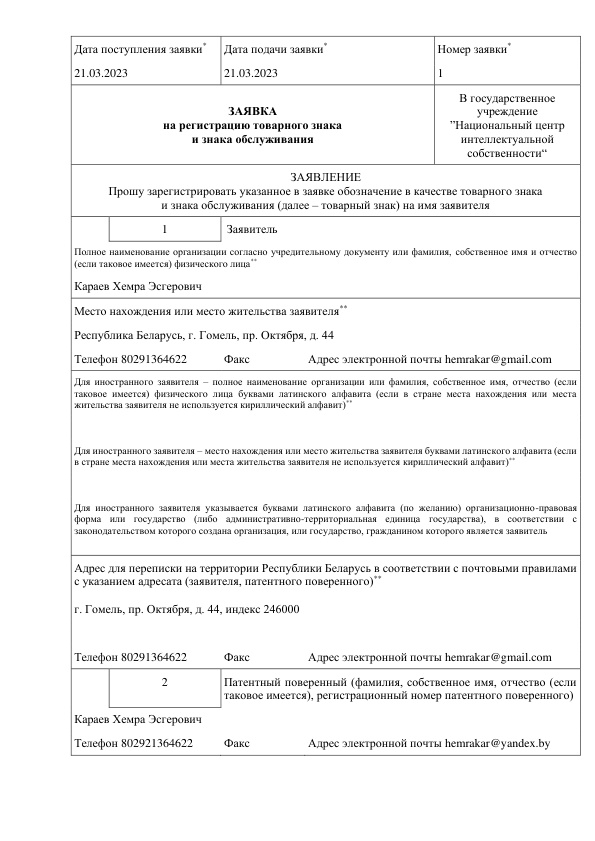 Дата поступления заявки* Дата подачи заявки* Номер заявки*
21.03.2023 21.03.2023 1
ЗАЯВКА
на регистрацию товарного знака
и знака обслуживания
В государственное
учреждение
”Национальный центр
интеллектуальной
собственности“
ЗАЯВЛЕНИЕ
Прошу зарегистрировать указанное в заявке обозначение в качестве товарного знака
и знака обслуживания (далее – товарный знак) на имя заявителя
1 Заявитель
Полное наименование организации согласно учредительному документу или фамилия, собственное имя и отчество
(если таковое имеется) физического лица**
Караев Хемра Эсгерович
Место нахождения или место жительства заявителя**
Республика Беларусь, г. Гомель, пр. Октября, д. 44
Телефон 80291364622 Факс Адрес электронной почты hemrakar@gmail.com
Для иностранного заявителя – полное наименование организации или фамилия, собственное имя, отчество (если
таковое имеется) физического лица буквами латинского алфавита (если в стране места нахождения или места
жительства заявителя не используется кириллический алфавит)**
Для иностранного заявителя – место нахождения или место жительства заявителя буквами латинского алфавита (если
в стране места нахождения или места жительства заявителя не используется кириллический алфавит)**
Для иностранного заявителя указывается буквами латинского алфавита (по желанию) организационно-правовая
форма или государство (либо административно-территориальная единица государства), в соответствии с
законодательством которого создана организация, или государство, гражданином которого является заявитель
Адрес для переписки на территории Республики Беларусь в соответствии с почтовыми правилами
с указанием адресата (заявителя, патентного поверенного)**
г. Гомель, пр. Октября, д. 44, индекс 246000
Телефон 80291364622 Факс Адрес электронной почты hemrakar@gmail.com
2 Патентный поверенный (фамилия, собственное имя, отчество (если
таковое имеется), регистрационный номер патентного поверенного)
Караев Хемра Эсгерович
Телефон 802921364622 Факс Адрес электронной почты hemrakar@yandex.by